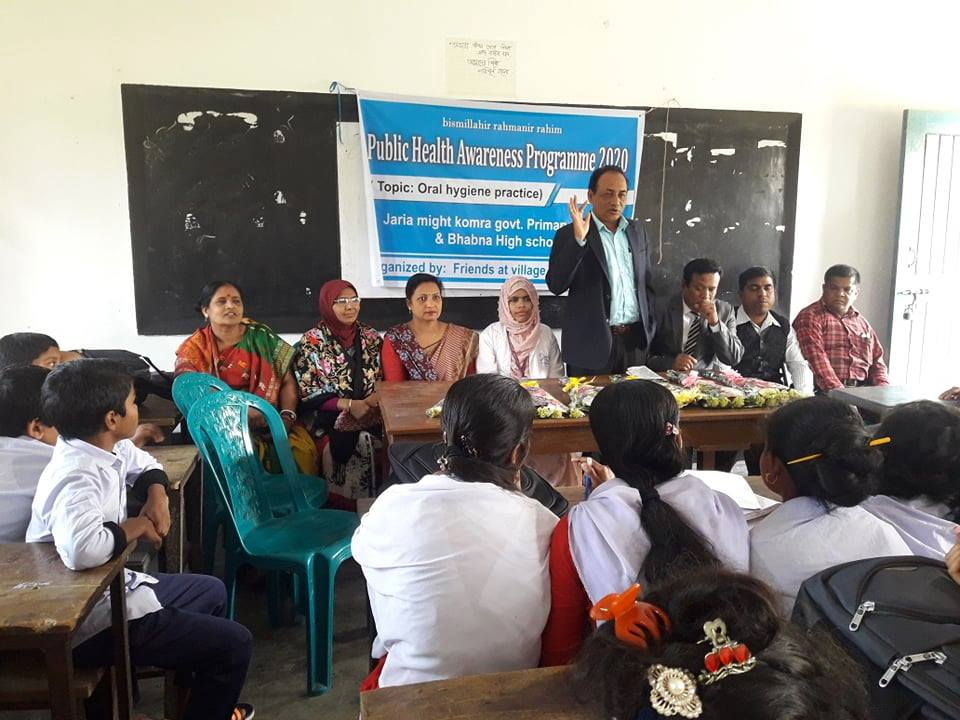 bismillahir rahmanir rahim
Public Health Awareness Programme 2020
( Topic: Oral hygiene practice)
Jaria might komra govt. Primar
& Bhabna High scho
rganized by: Friends at village